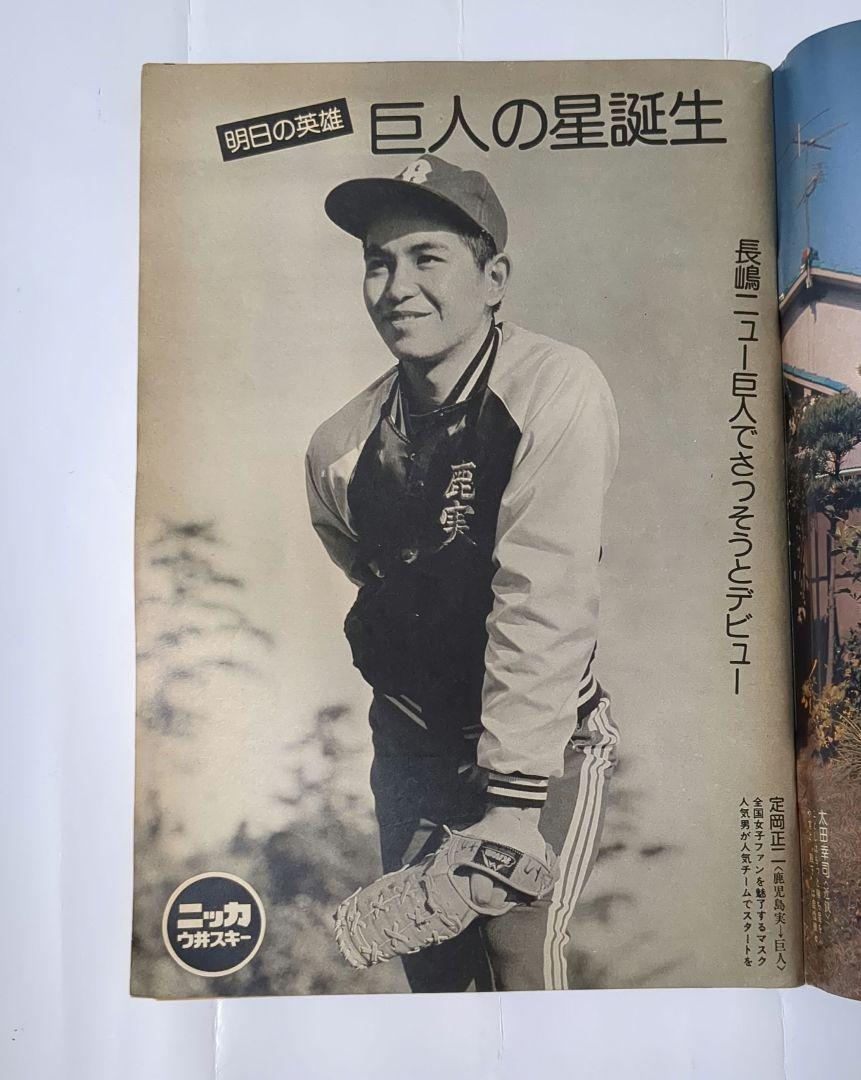 明日の英雄
巨人の星誕生
長嶋ニュー巨人でさっそうとデビュー
鹿実
定岡正二〈鹿児島実→巨人〉
全国女子ファンを魅了するマスク
人気男が人気チームでスタートを
ニッカ
ウ井スキー
太田幸司